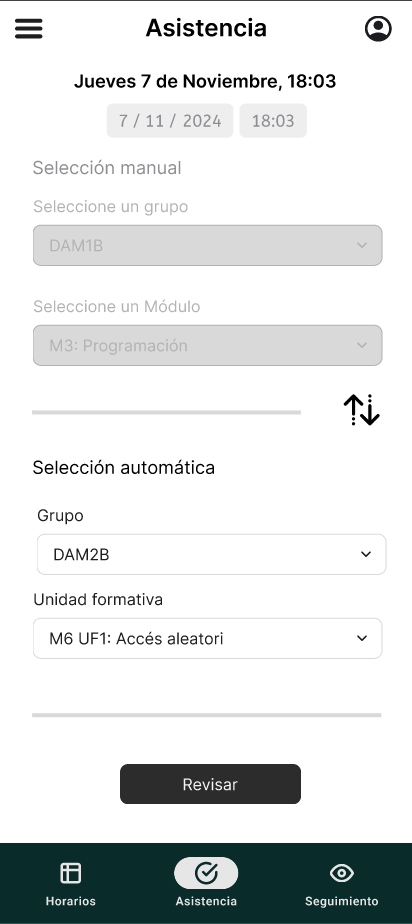 Asistencia
Jueves 7 de Noviembre, 18:03
7 / 11 / 2024 18:03
Selección manual
Seleccione un grupo
DAM1B
Seleccione un Módulo
M3: Programación
Selección automática
Grupo
DAM2B
Unidad formativa
M6 UF1: Accés aleatori
Revisar
Horarios Asistencia Seguimiento